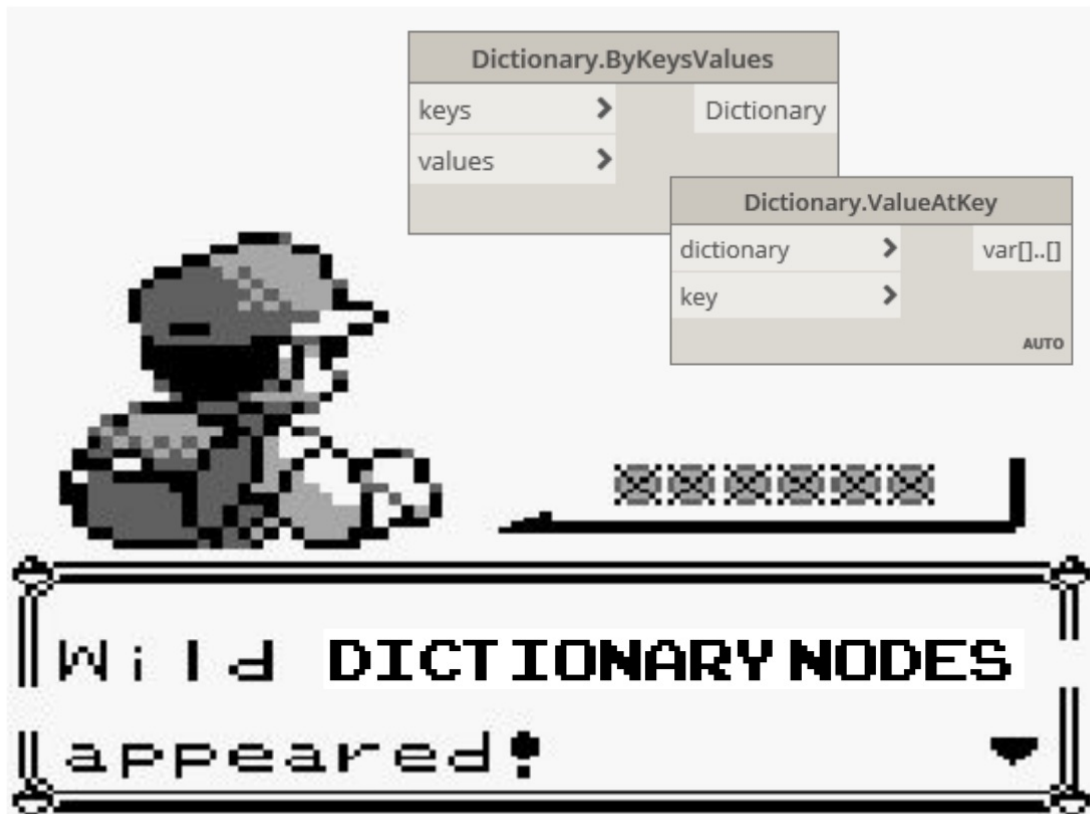 Dictionary.ByKeysValues
keys
Dictionary
values
Dictionary.ValueAtKey
dictionary
var[]..[]
key
AUTO
Wild DICTIONARY NODES
appeared!